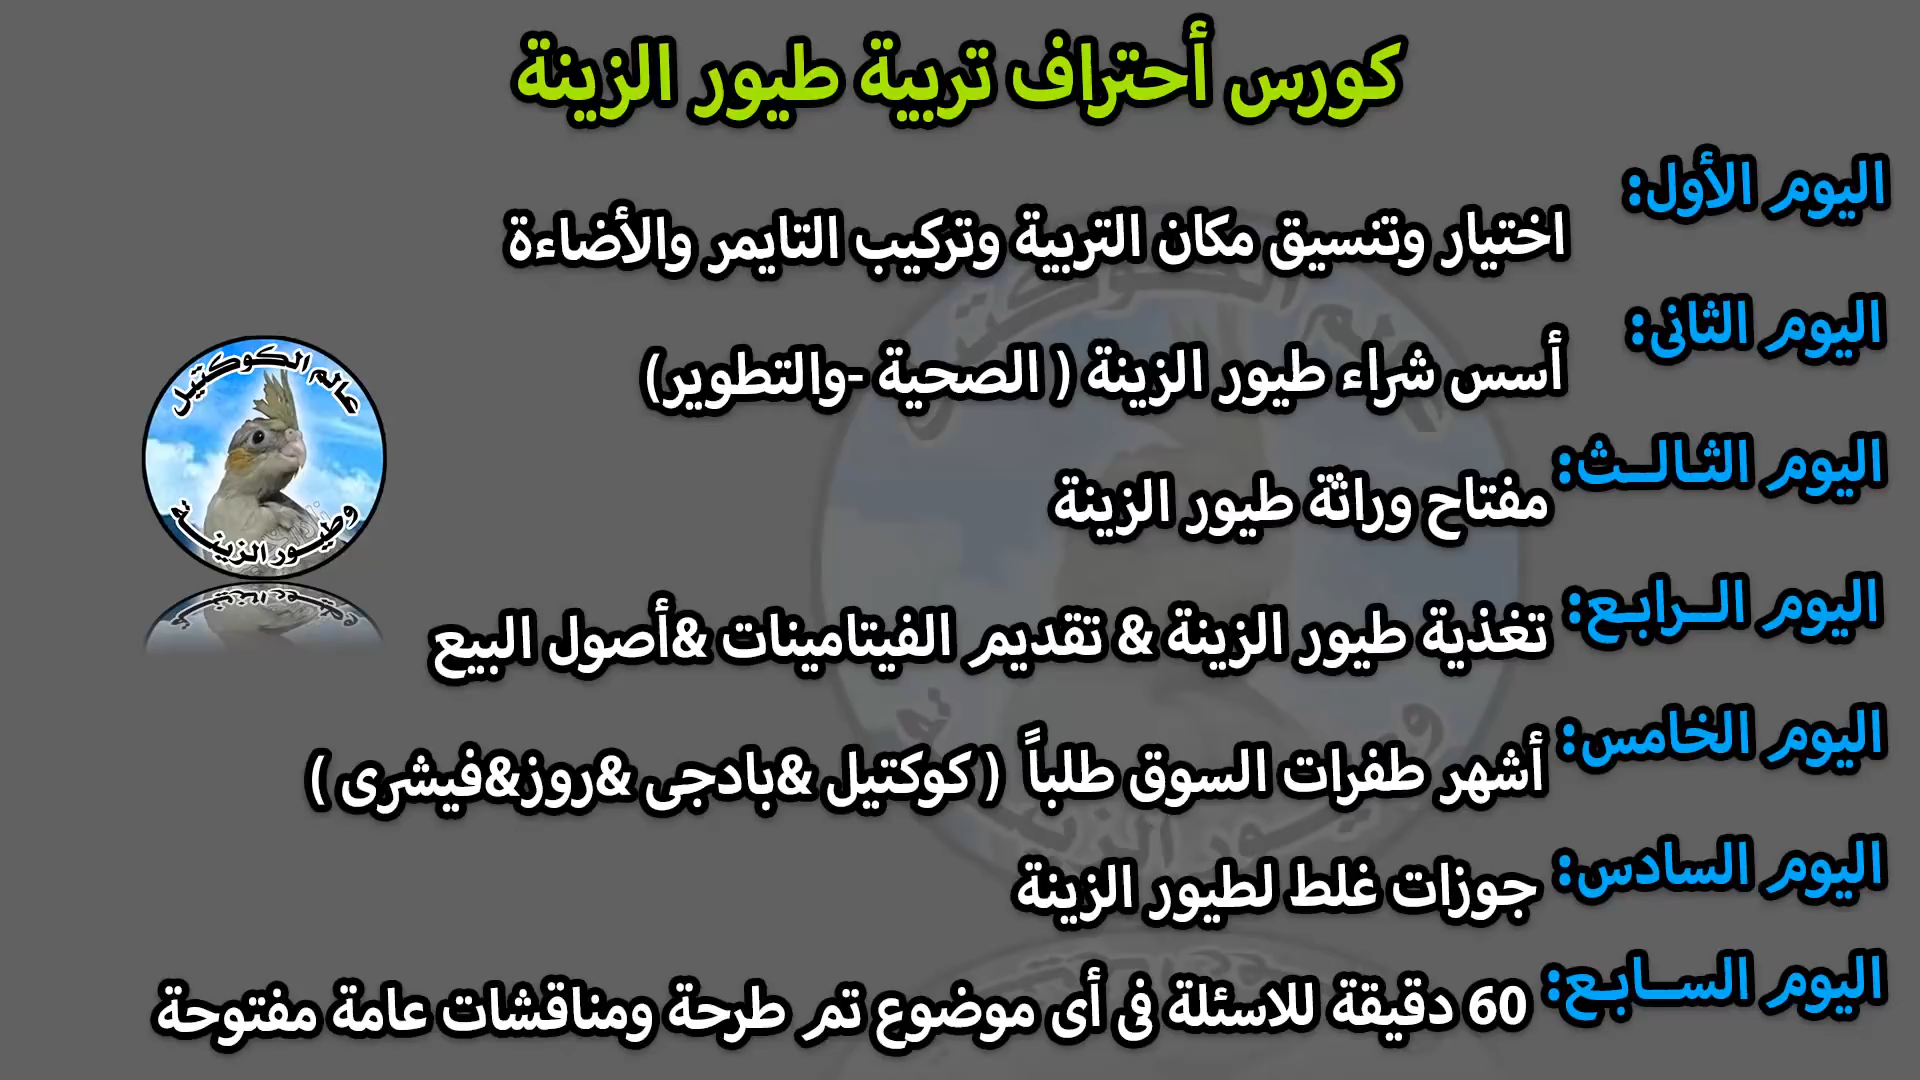 كورس أحتراف تربية طيور الزينة
اليوم الأول:
اختيار وتنسيق مكان التربية وتركيب التايمر والأضاءة
اليوم الثانى:
أسس شراء طيور الزينة ( الصحية -والتطوير)
اليوم الثـالــث:
مفتاح وراثة طيور الزينة
اليوم الــرابـع:
تغذية طيور الزينة & تقديم الفيتامينات &أصول البيع
اليوم الخامس:
أشهر طفرات السوق طلباً ( كوكتيل &بادجى &روز&فيشرى )
اليوم السادس:
جوزات غلط لطيور الزينة
اليوم الســـابـع:
60 دقيقة للاسئلة فى أى موضوع تم طرحة ومناقشات عامة مفتوحة
عالم الكوكتيل
وطيور الزينة